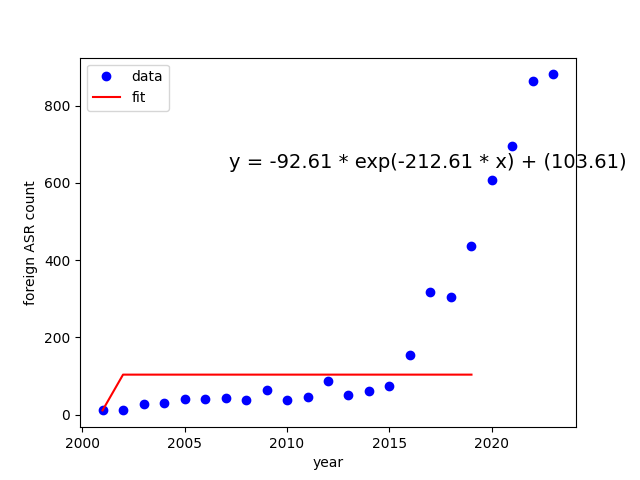 data
fit
y = -92.61 * exp(-212.61 * x) + (103.61)
800
600
400
200
0
2000
2005
2010
2015
2020
year
foreign ASR count